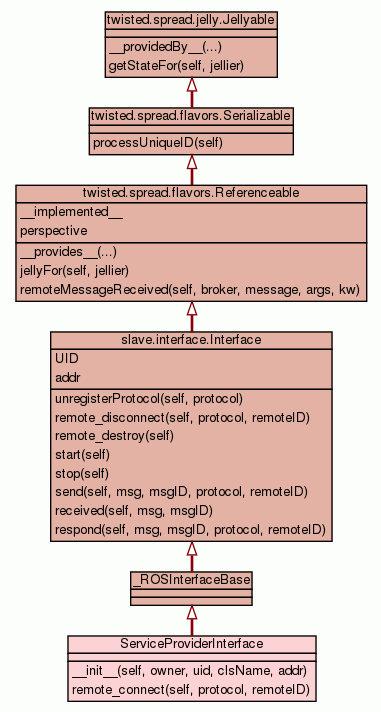 twisted.spread.jelly.Jellyable
__providedBy__(...)
getStateFor(self, jellier)
twisted.spread.flavors.Serializable
processUniqueID(self)
twisted.spread.flavors.Referenceable
__implemented__
perspective
__provides__(...)
jellyFor(self, jellier)
remoteMessageReceived(self, broker, message, args, kw)
slave.interface.Interface
UID
addr
unregisterProtocol(self, protocol)
remote_disconnect(self, protocol, remoteID)
remote_destroy(self)
start(self)
stop(self)
send(self, msg, msgID, protocol, remoteID)
received(self, msg, msgID)
respond(self, msg, msgID, protocol, remoteID)
_ROSInterfaceBase
ServiceProviderInterface
__init__(self, owner, uid, clsName, addr)
remote_connect(self, protocol, remoteID)